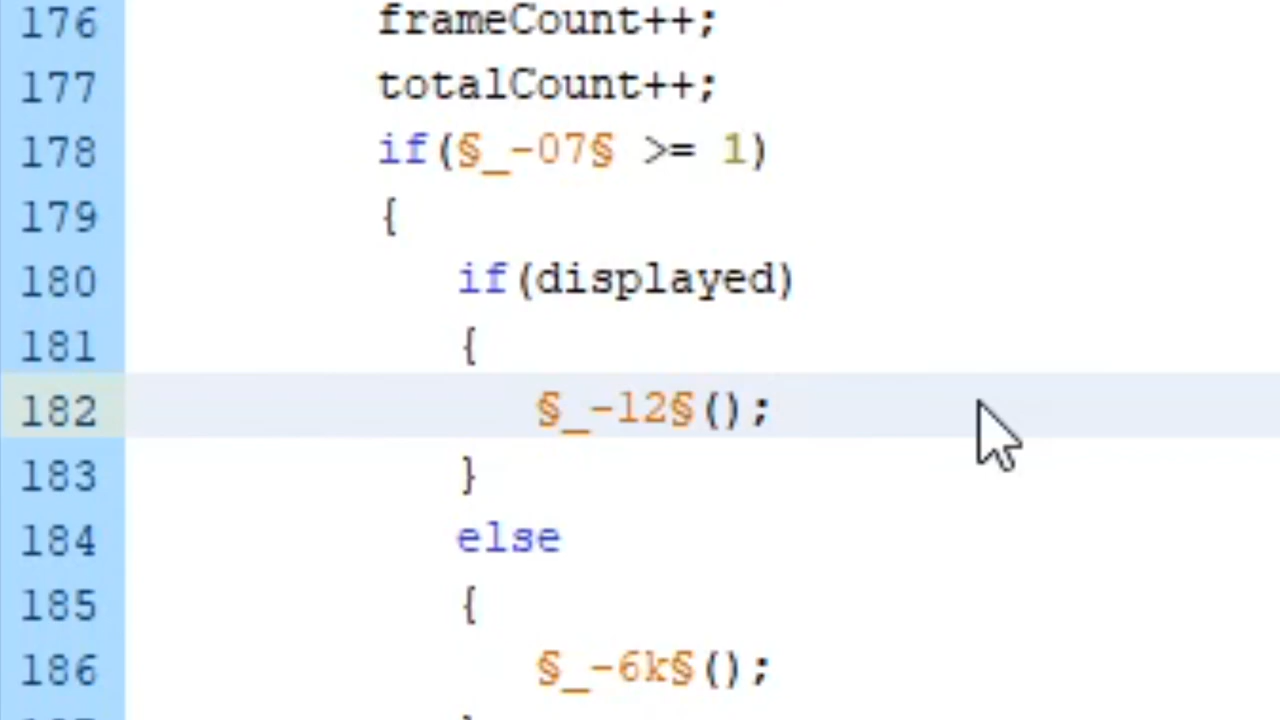 176 frameCount++;
177 totalCount++;
178 if(§_-07§ >= 1)
179 {
180 if(displayed)
181 {
182 §_-12§();
183 }
184 else
185 {
186 §_-6k§();